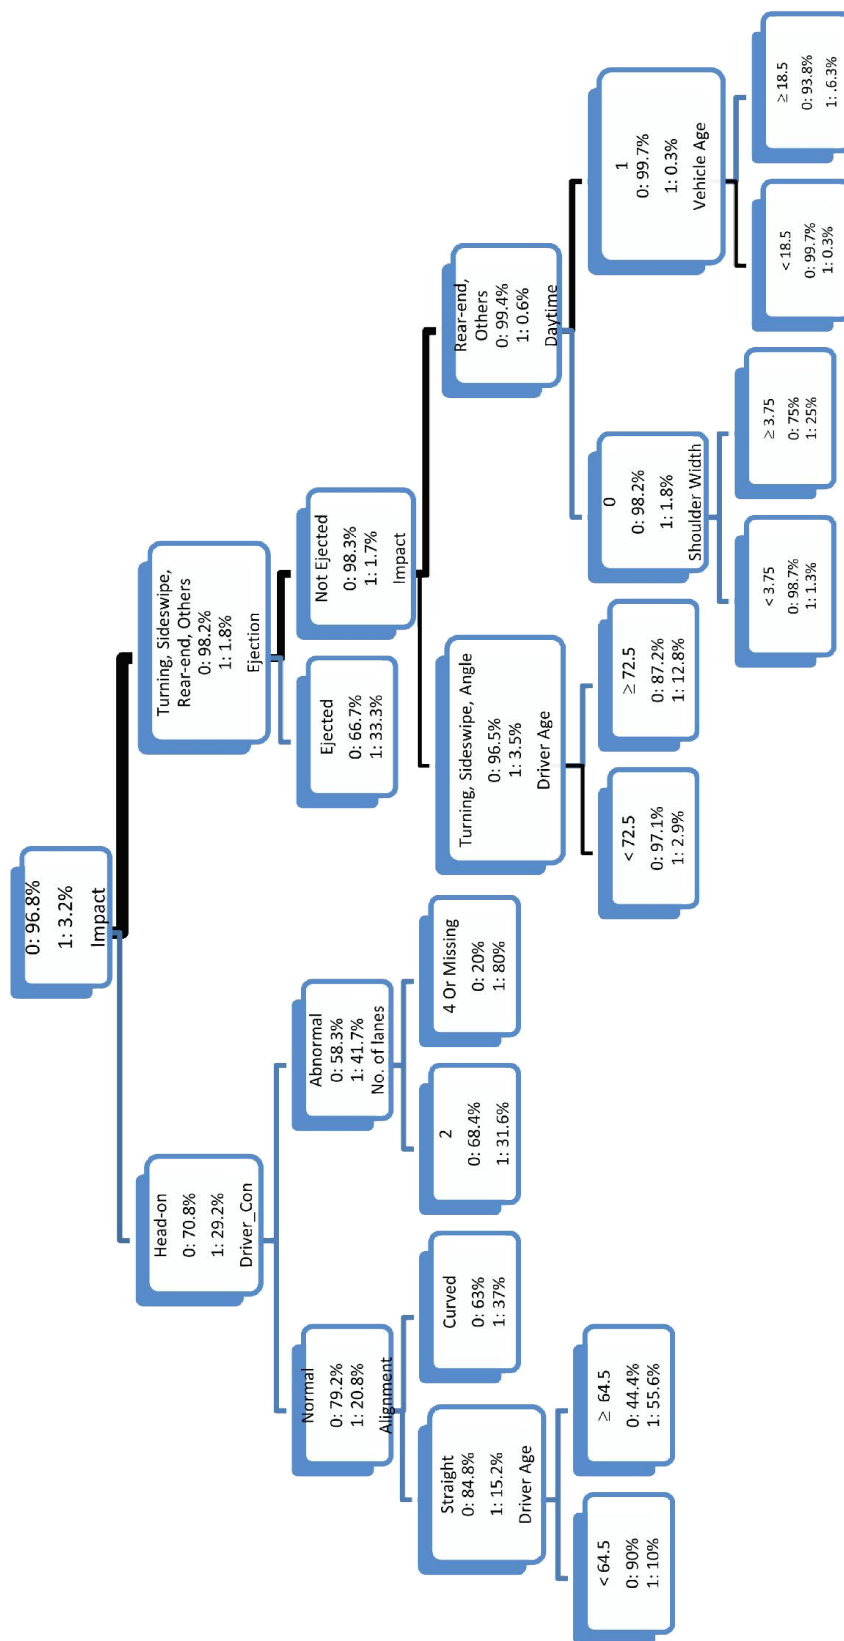 0: 96.8%
1: 3.2%
Impact
Head-on
0: 70.8%
1: 29.2%
Driver_Con
Turning, Sideswipe,
Rear-end, Others
0: 98.2%
1: 1.8%
Ejection
Normal
0: 79.2%
1: 20.8%
Alignment
Abnormal
0: 58.3%
1: 41.7%
No. of lanes
Ejected
0: 66.7%
1: 33.3%
Not Ejected
0: 98.3%
1: 1.7%
Impact
Straight
0: 84.8%
1: 15.2%
Driver Age
Curved
0: 63%
1: 37%
2
0: 68.4%
1: 31.6%
4 Or Missing
0: 20%
1: 80%
Turning, Sideswipe, Angle
0: 96.5%
1: 3.5%
Driver Age
Rear-end,
Others
0: 99.4%
1: 0.6%
Daytime
< 64.5
0: 90%
1: 10%
≥ 64.5
0: 44.4%
1: 55.6%
< 72.5
0: 97.1%
1: 2.9%
≥ 72.5
0: 87.2%
1: 12.8%
0
0: 98.2%
1: 1.8%
Shoulder Width
1
0: 99.7%
1: 0.3%
Vehicle Age
< 3.75
0: 98.7%
1: 1.3%
≥ 3.75
0: 75%
1: 25%
< 18.5
0: 99.7%
1: 0.3%
≥ 18.5
0: 93.8%
1: .6.3%